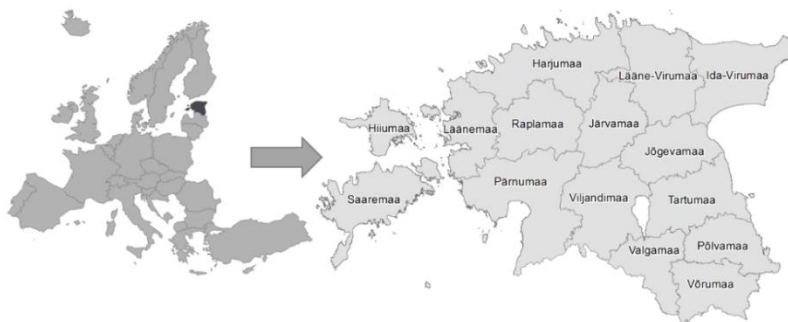 Harjumaa
Lääne-Virumaa
Ida-Virumaa
Hiiumaa
Läänemaa
Raplamaa
Järvamaa
Jõgevamaa
Pärnumaa
Saaremaa
Viljandimaa
Tartumaa
Valgamaa
Põlvamaa
Võrumaa